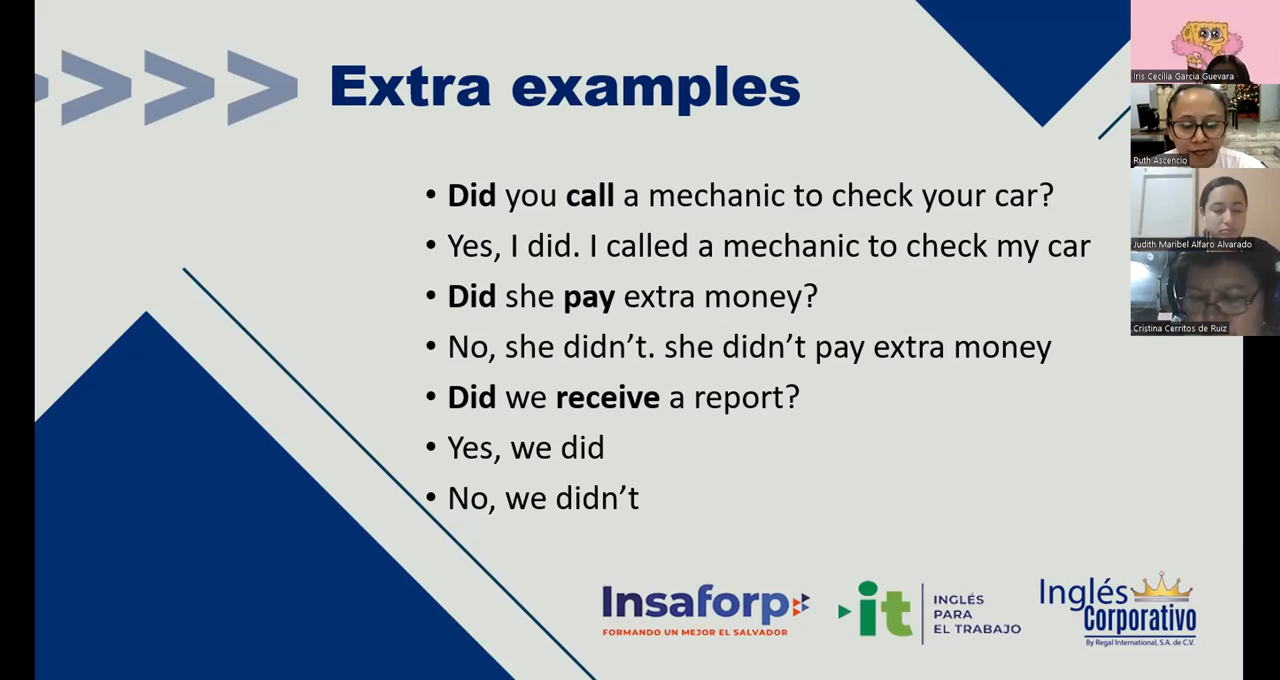 Extra examples
• Did you call a mechanic to check your car?
• Yes, I did. I called a mechanic to check my car
• Did she pay extra money?
• No, she didn’t. she didn’t pay extra money
• Did we receive a report?
• Yes, we did
• No, we didn’t
Iris Cecilia Garcia Guevara
Ruth Ascencio
Judith Maribel Alfaro Alvarado
Cristina Cerritos de Ruiz
Insaforp
FORMANDO UN MEJOR EL SALVADOR
it
INGLÉS
PARA
EL TRABAJO
Inglés
Corporativo
By Regal International, S.A. de C.V.